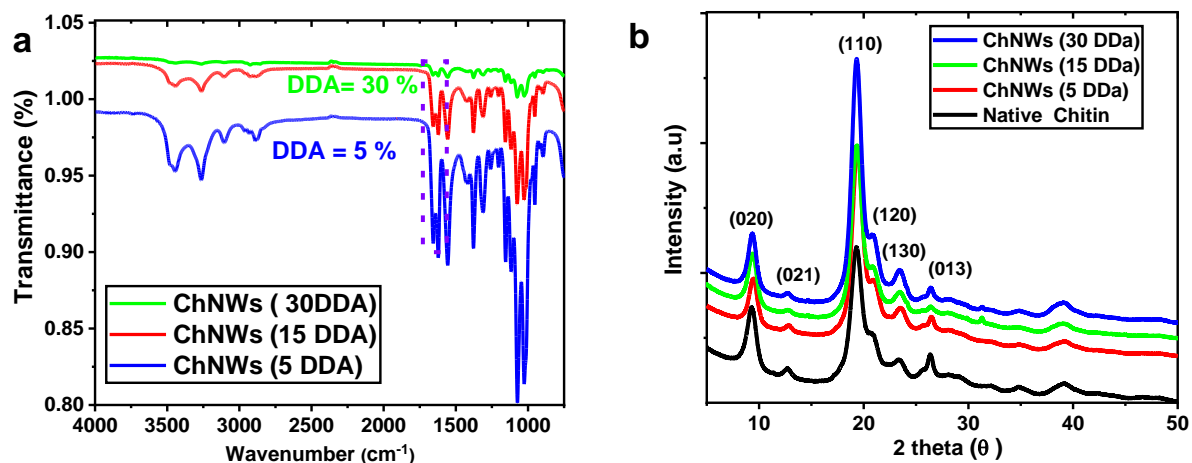 a
1.05
1.00
0.95
0.90
0.85
0.80
Transmittance (%)
DDA= 30 %
DDA = 5 %
ChNWs ( 30DDA)
ChNWs (15 DDA)
ChNWs (5 DDA)
4000 3500 3000 2500 2000 1500 1000
Wavenumber (cm-1)
b
Intensity (a.u)
(110)
ChNWs (30 DDa)
ChNWs (15 DDa)
ChNWs (5 DDa)
Native Chitin
(020)
(021)
(120)
(130)
(013)
10 20 30 40 50
2 theta (θ )